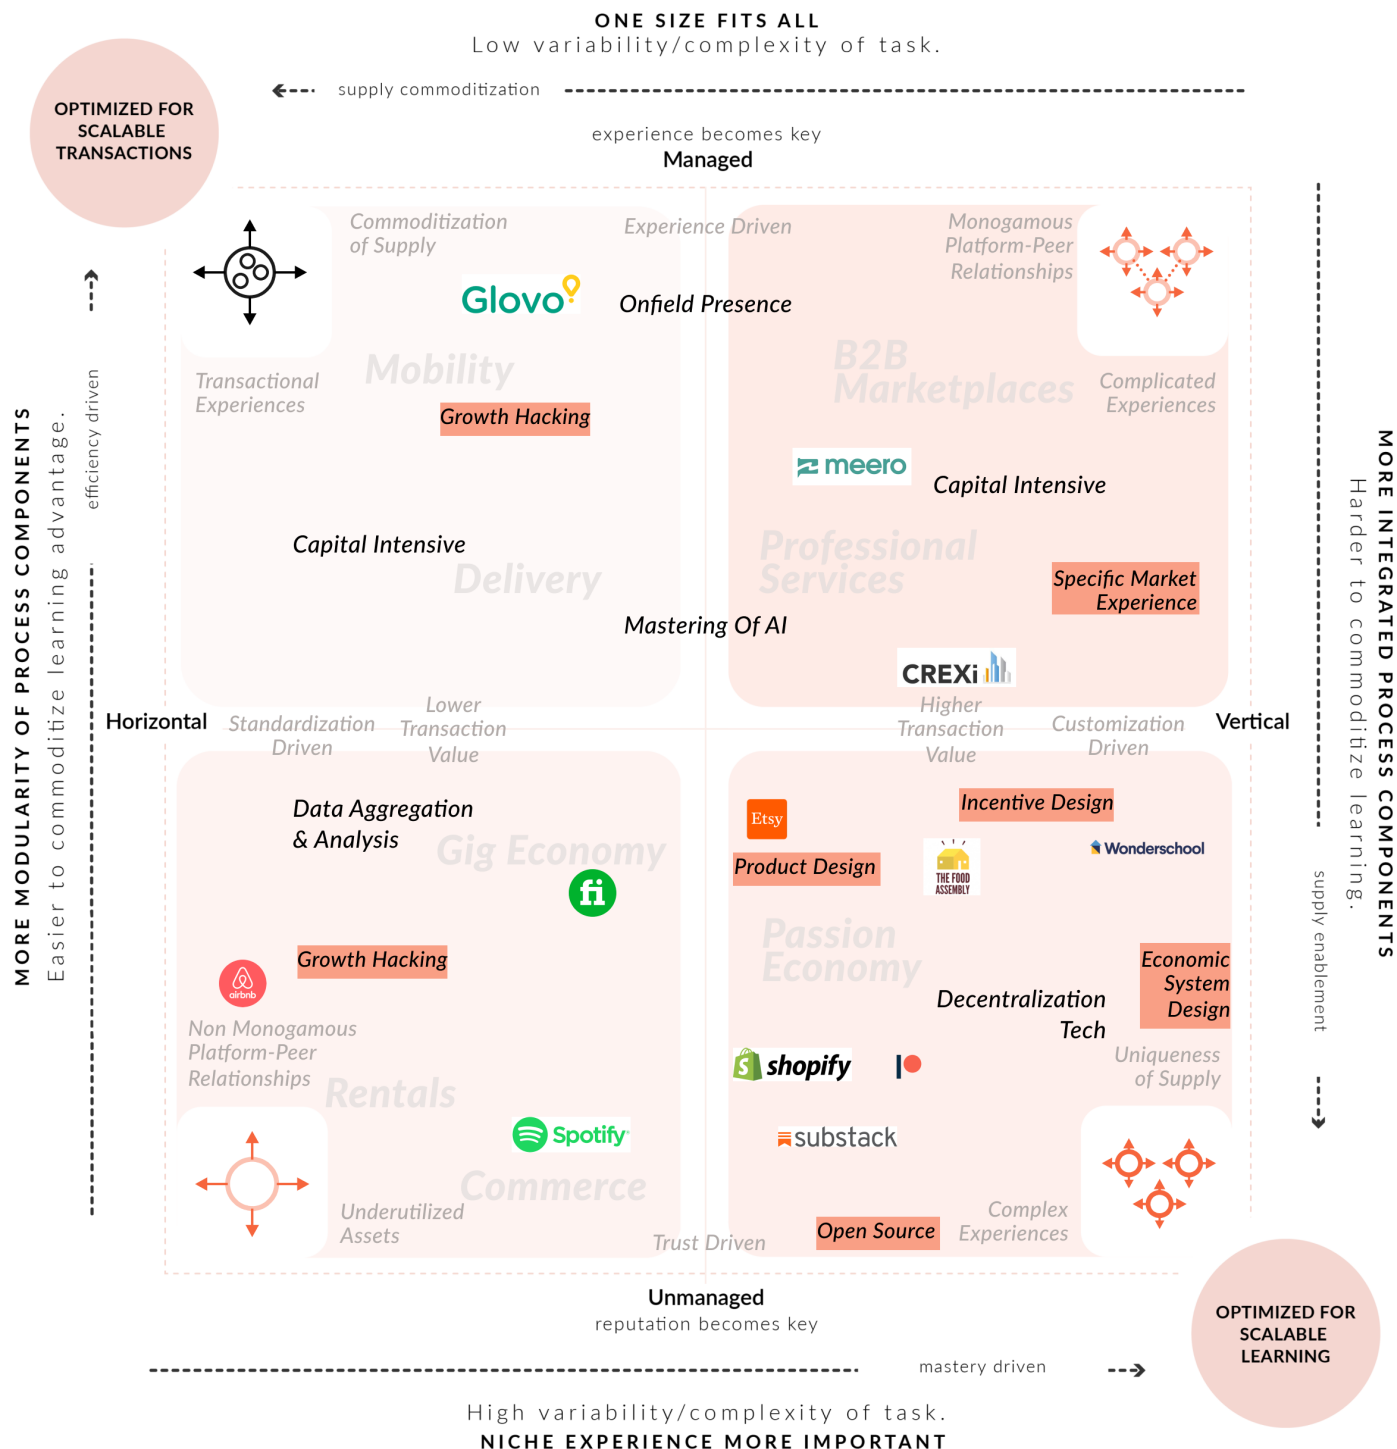 ONE SIZE FITS ALL
Low variability/complexity of task.
OPTIMIZED FOR
SCALABLE
TRANSACTIONS
supply commoditization
experience becomes key
Managed
Commoditization
of Supply
Experience Driven
Monogamous
Platform-Peer
Relationships
Glovo
Onfield Presence
Mobility
B2B
Marketplaces
Transactional
Experiences
Complicated
Experiences
Growth Hacking
meero
Capital Intensive
Capital Intensive
Professional
Services
Delivery
Specific Market
Experience
Mastering Of AI
CREXi
MORE MODULARITY OF PROCESS COMPONENTS
Easier to commoditize learning advantage.
efficiency driven
MORE INTEGRATED PROCESS COMPONENTS
Harder to commoditize learning.
supply enablement
Horizontal
Standardization
Driven
Lower
Transaction
Value
Higher
Transaction
Value
Customization
Driven
Vertical
Data Aggregation
& Analysis
Gig Economy
fi
Etsy
Product Design
Incentive Design
THE FOOD
ASSEMBLY
Wonderschool
Passion
Economy
Growth Hacking
airbnb
Economic
System
Design
Decentralization
Tech
Non Monogamous
Platform-Peer
Relationships
Uniqueness
of Supply
Rentals
shopify
Spotify
substack
Commerce
Underutilized
Assets
Trust Driven
Open Source
Complex
Experiences
Unmanaged
reputation becomes key
OPTIMIZED FOR
SCALABLE
LEARNING
mastery driven
High variability/complexity of task.
NICHE EXPERIENCE MORE IMPORTANT